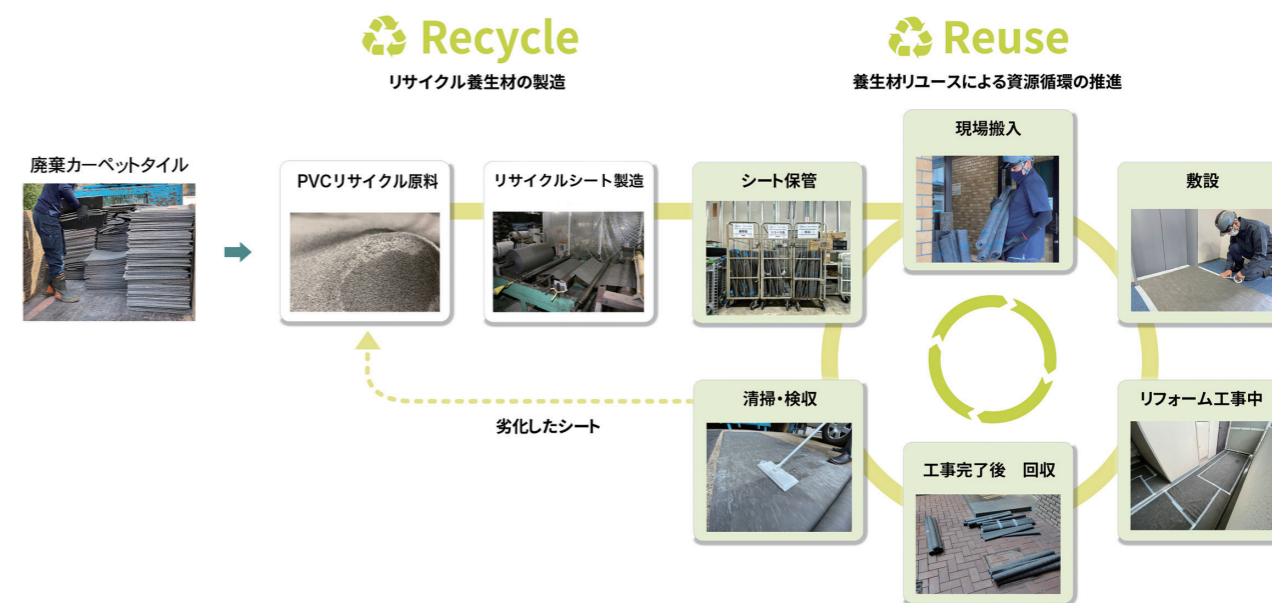 Recycle
リサイクル養生材の製造
Reuse
養生材リユースによる資源循環の推進
廃棄カーペットタイル
PVCリサイクル原料
リサイクルシート製造
シート保管
現場搬入
敷設
リフォーム工事中
工事完了後　回収
清掃・検収
劣化したシート